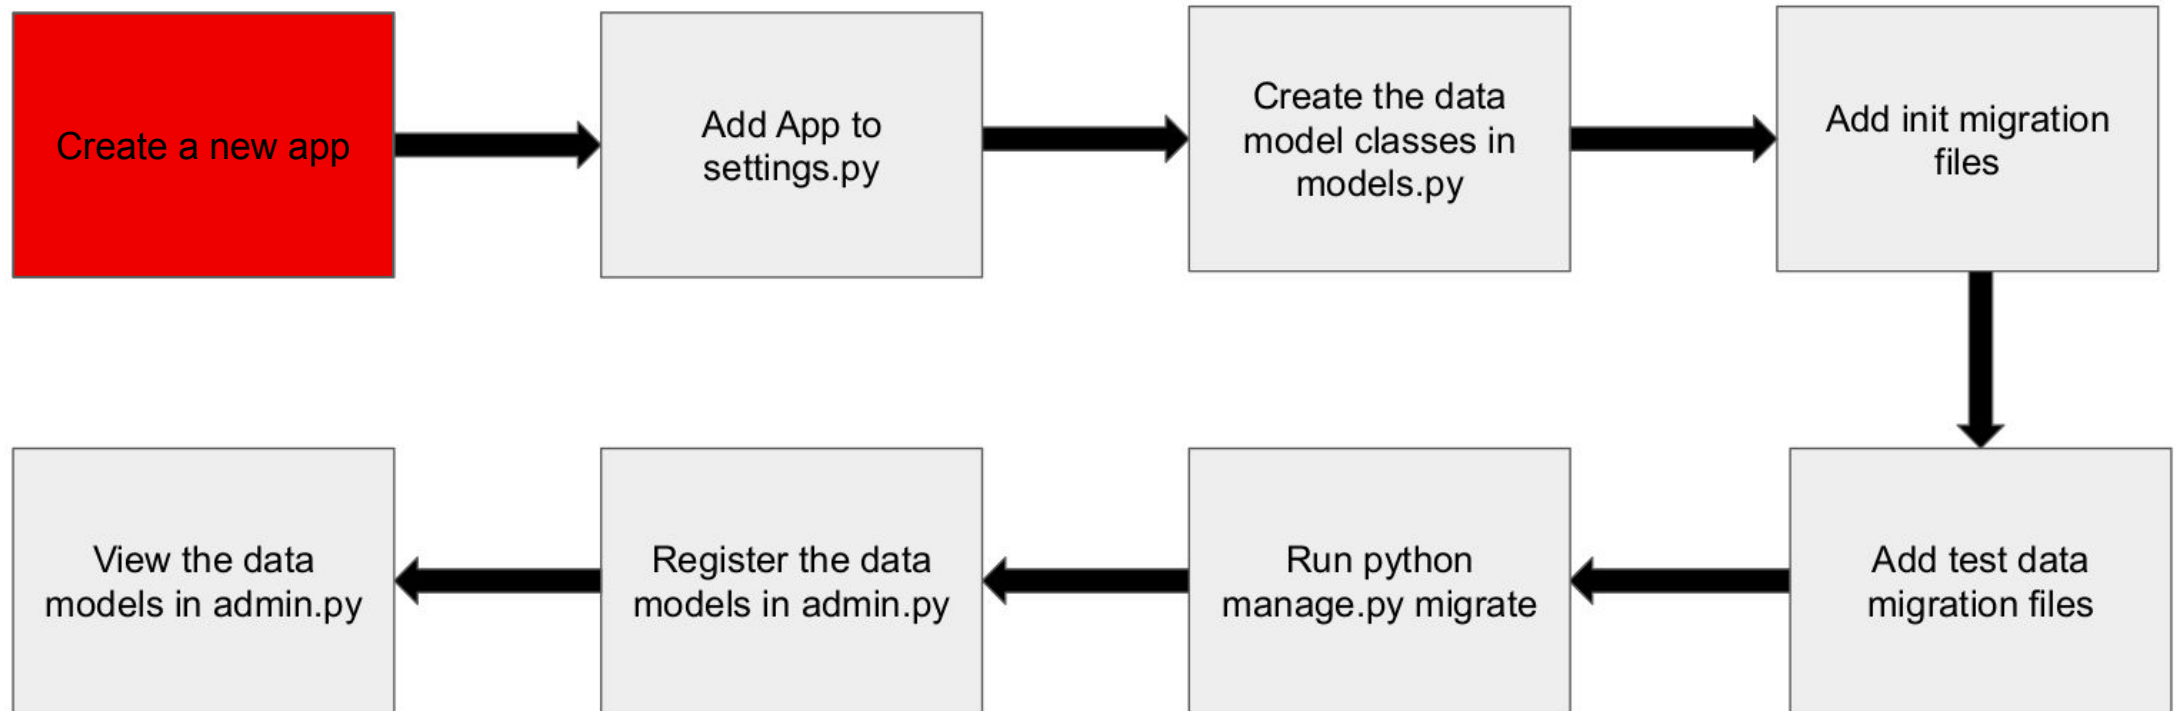 Create a new app
Add App to
settings.py
Create the data
model classes in
models.py
Add init migration
files
Add test data
migration files
Run python
manage.py migrate
Register the data
models in admin.py
View the data
models in admin.py